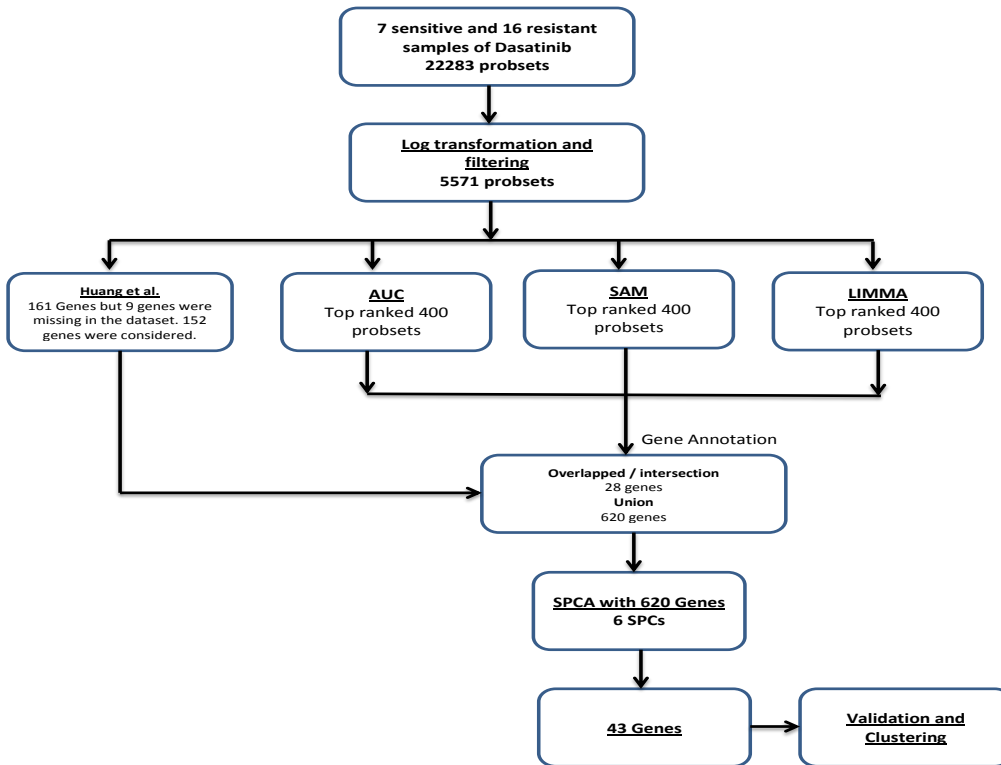 7 sensitive and 16 resistant
samples of Dasatinib
22283 probsets
Log transformation and
filtering
5571 probsets
Huang et al.
161 Genes but 9 genes were
missing in the dataset. 152
genes were considered.
AUC
Top ranked 400
probsets
SAM
Top ranked 400
probsets
LIMMA
Top ranked 400
probsets
Gene Annotation
Overlapped / intersection
28 genes
Union
620 genes
SPCA with 620 Genes
6 SPCs
43 Genes
Validation and
Clustering